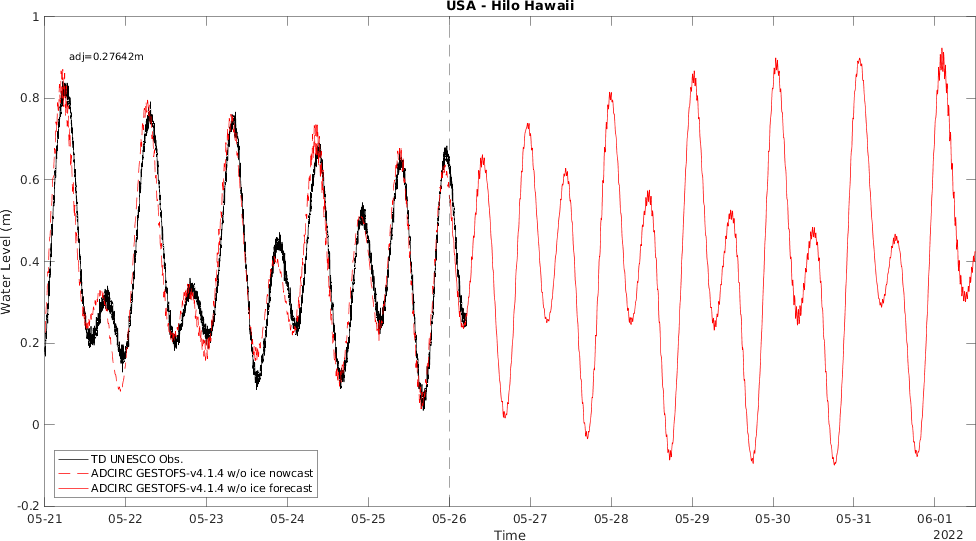 USA - Hilo Hawaii
adj=0.27642m
1
0.8
0.6
0.4
0.2
0
-0.2
Water Level (m)
TD UNESCO Obs.
ADCIRC GESTOFS-v4.1.4 w/o ice nowcast
ADCIRC GESTOFS-v4.1.4 w/o ice forecast
05-21 05-22 05-23 05-24 05-25 05-26 05-27 05-28 05-29 05-30 05-31 06-01
Time
2022